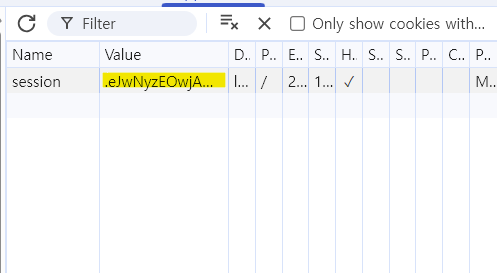 Filter
Only show cookies with...
Name Value D.. P.. E.. S.. H.. S.. S.. P.. C.. P..
session .eJwNyzEOwjA... l... / 2... 1... ✓ M...